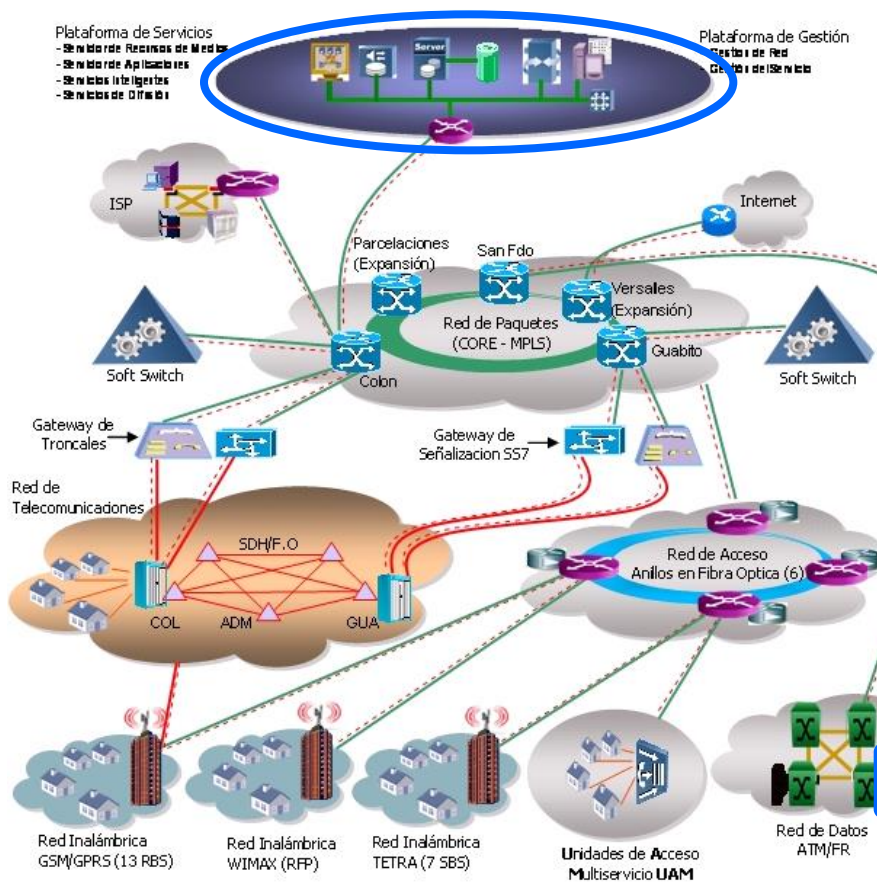 Plataforma de Servicios
- Servidor de Recursos de Medios
- Servidor de Aplicaciones
- Servicios Inteligentes
- Servicios de Difusión
Plataforma de Gestión
- Gestión de Red
- Gestión del Servicio
Server
ISP
Internet
Parcelaciones
(Expansión)
San Fdo
Versalles
(Expansión)
Red de Paquetes
(CORE - MPLS)
Colon
Guabito
Soft Switch
Soft Switch
Gateway de
Troncales
Gateway de
Señalizacion SS7
Red de
Telecomunicaciones
SDH/F.O
COL
ADM
GUA
Red de Acceso
Anillos en Fibra Optica (6)
Red Inalámbrica
GSM/GPRS (13 RBS)
Red Inalámbrica
WIMAX (RFP)
Red Inalámbrica
TETRA (7 SBS)
Unidades de Acceso
Multiservicio UAM
Red de Datos
ATM/FR